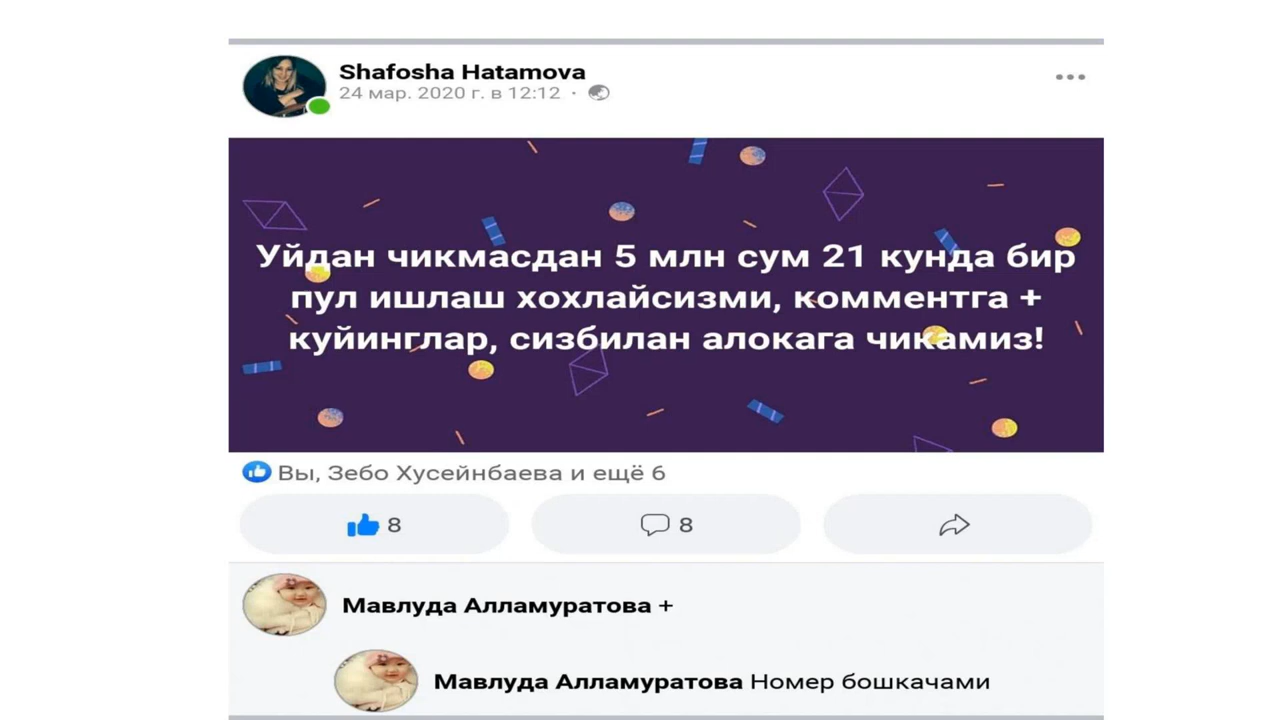 Shafosha Hatamova
24 мар. 2020 г. в 12:12 ·
Уйдан чикмасдан 5 млн сум 21 кунда бир
пул ишлаш хохлайсизми, комментга +
куйинглар, сизбилан алокага чикамиз!
Вы, Зебо Хусейнбаева и ещё 6
8
8
Мавлуда Алламуратова +
Мавлуда Алламуратова Номер бошкачами